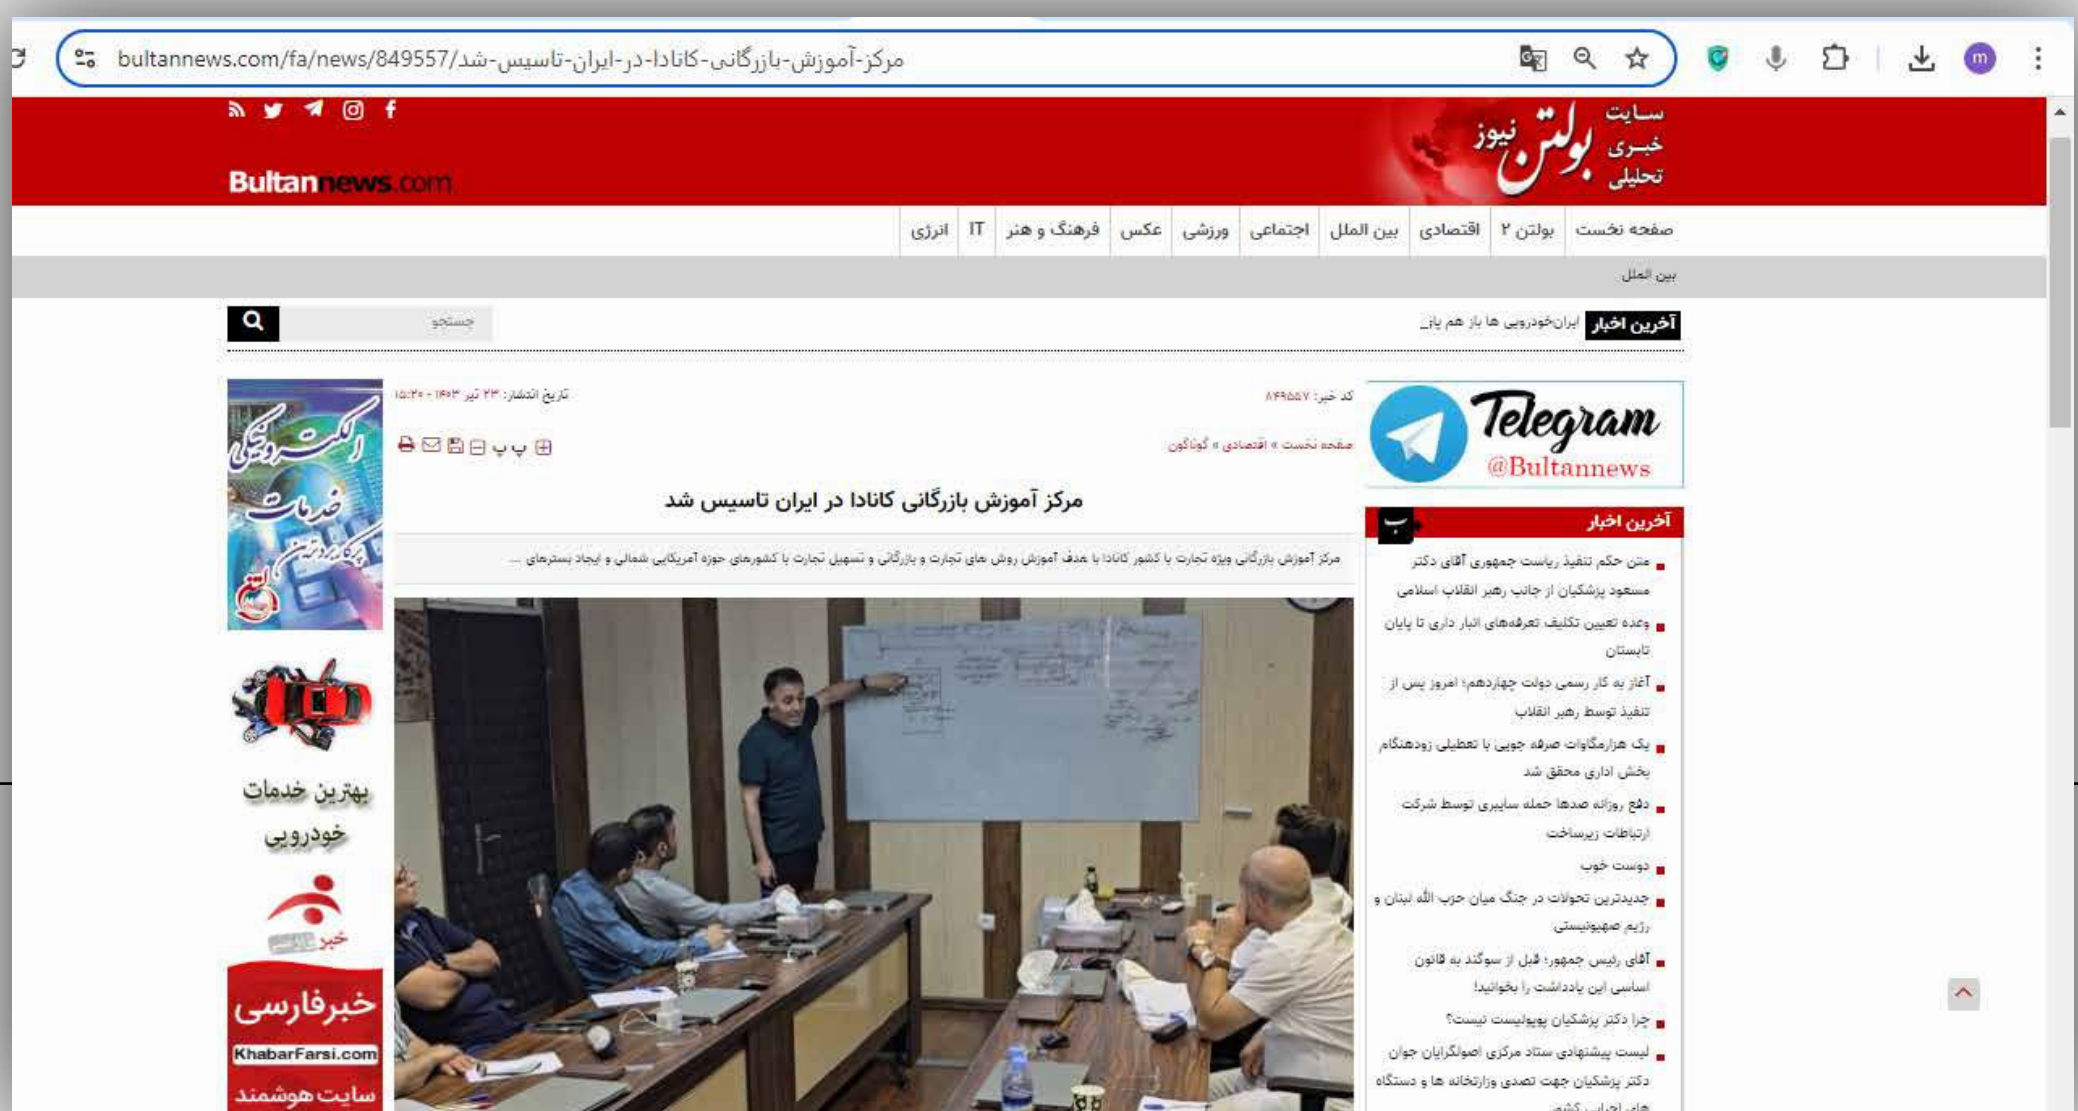 bultannews.com/fa/news/849557/مرکز-آموزش-بازرگانی-کانادا-در-ایران-تاسیس-شد
m
سایت
خبری
تحلیلی
بولتن نیوز
Bultannews.com
صفحه نخست
بولتن ۲
اقتصادی
بین الملل
اجتماعی
ورزشی
عکس
فرهنگ و هنر
IT
انرژی
بین الملل
آخرین اخبار
ایران‌خودرویی ها باز هم پاز_
جستجو
Telegram
@Bultannews
کد خبر: ۸۴۹۵۵۷
تاریخ انتشار: ۲۳ تیر ۱۴۰۳ - ۱۵:۲۰
صفحه نخست » اقتصادی » گوناگون
پ پ
مرکز آموزش بازرگانی کانادا در ایران تاسیس شد
مرکز آموزش بازرگانی ویژه تجارت با کشور کانادا با هدف آموزش روش های تجارت و بازرگانی و تسهیل تجارت با کشورهای حوزه آمریکایی شمالی و ایجاد بسترهای ...
آخرین اخبار
متن حکم تنفیذ ریاست جمهوری آقای دکتر
مسعود پزشکیان از جانب رهبر انقلاب اسلامی
وعده تعیین تکلیف تعرفه‌های انبار داری تا پایان
تابستان
آغاز به کار رسمی دولت چهاردهم؛ امروز پس از
تنفیذ توسط رهبر انقلاب
یک هزارمگاوات صرفه جویی با تعطیلی زودهنگام
بخش اداری محقق شد
دفع روزانه صدها حمله سایبری توسط شرکت
ارتباطات زیرساخت
دوست خوب
جدیدترین تحولات در جنگ میان حزب الله لبنان و
رژیم صهیونیستی
آقای رئیس جمهور؛ قبل از سوگند به قانون
اساسی این یادداشت را بخوانید!
چرا دکتر پزشکیان پوپولیست نیست؟
لیست پیشنهادی ستاد مرکزی اصولگرایان جوان
دکتر پزشکیان جهت تصدی وزارتخانه ها و دستگاه
های اجرایی کشور
خدمات
الکترونیکی
پرکاربردترین
بهترین خدمات
خودرویی
خبر
خبرفارسی
KhabarFarsi.com
سایت هوشمند